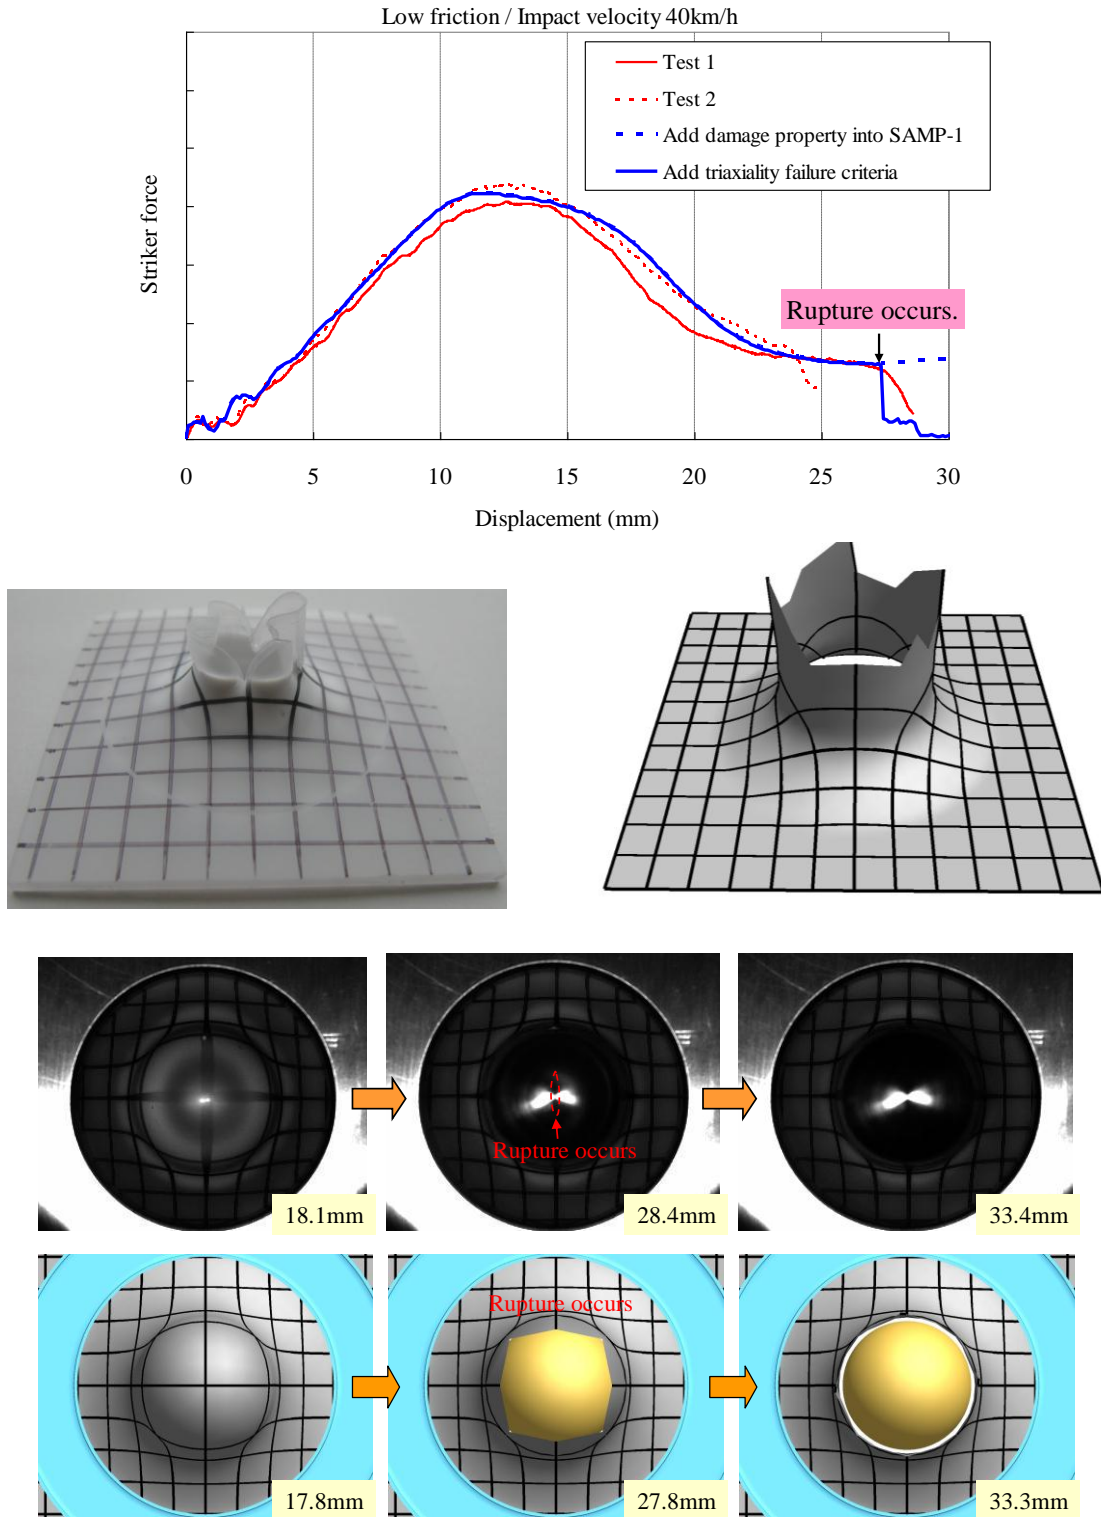 Low friction / Impact velocity 40km/h
Test 1
Test 2
Add damage property into SAMP-1
Add triaxiality failure criteria
Striker force
Rupture occurs.
0 5 10 15 20 25 30
Displacement (mm)
Rupture occurs
18.1mm
28.4mm
33.4mm
Rupture occurs
17.8mm
27.8mm
33.3mm